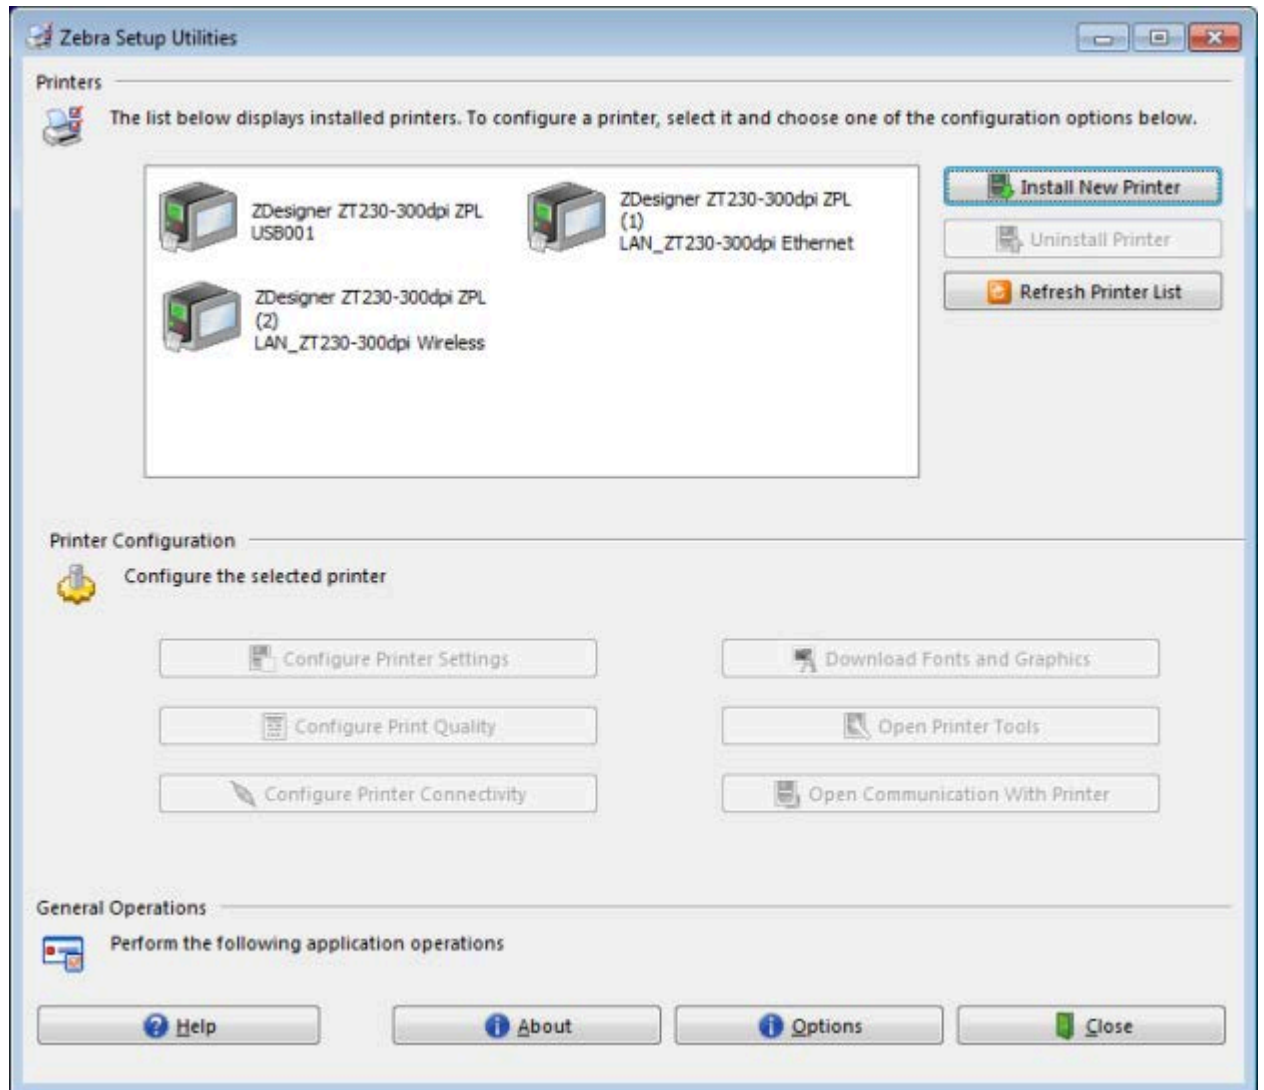 Zebra Setup Utilities
Printers
The list below displays installed printers. To configure a printer, select it and choose one of the configuration options below.
ZDesigner ZT230-300dpi ZPL
USB001
ZDesigner ZT230-300dpi ZPL
(1)
LAN_ZT230-300dpi Ethernet
ZDesigner ZT230-300dpi ZPL
(2)
LAN_ZT230-300dpi Wireless
Install New Printer
Uninstall Printer
Refresh Printer List
Printer Configuration
Configure the selected printer
Configure Printer Settings
Download Fonts and Graphics
Configure Print Quality
Open Printer Tools
Configure Printer Connectivity
Open Communication With Printer
General Operations
Perform the following application operations
Help
About
Options
Close